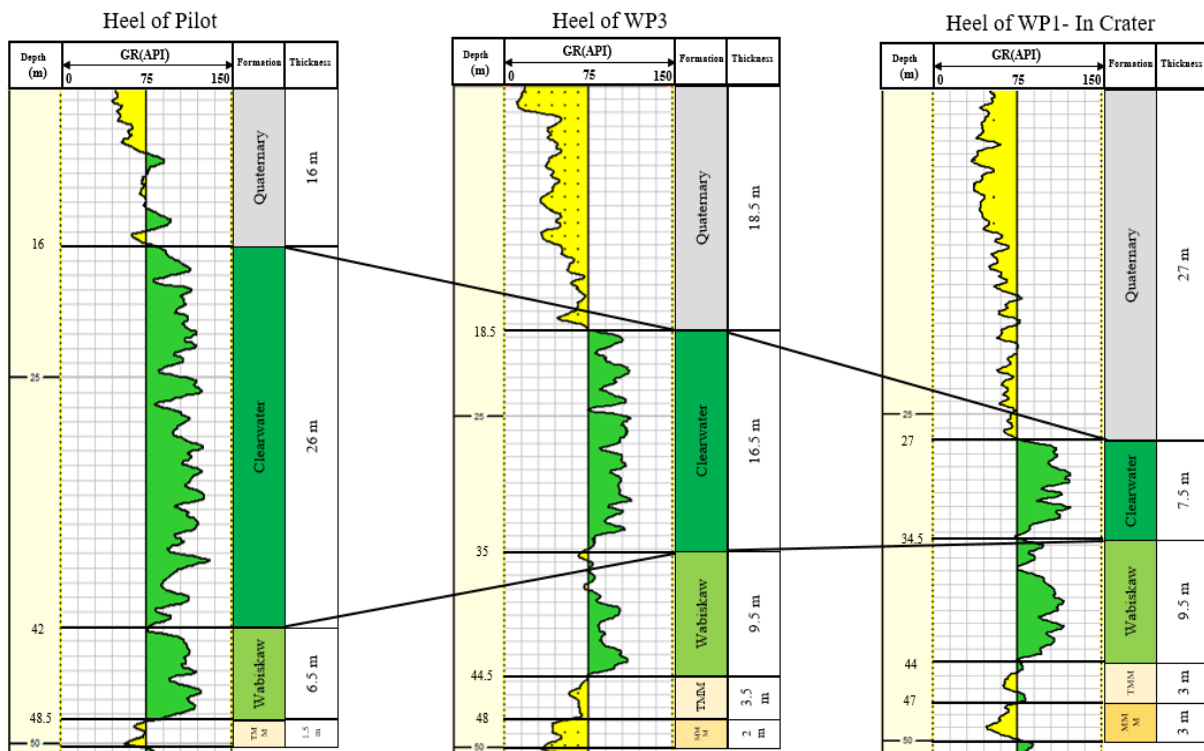 Heel of Pilot
Depth (m)
GR(API)
0 75 150
Formation
Thickness
Quaternary
16 m
16
Clearwater
26 m
25
42
Wabiskaw
6.5 m
48.5
TM
M
1.5
m
50
Heel of WP3
Depth (m)
GR(API)
0 75 150
Formation
Thickness
Quaternary
18.5 m
18.5
Clearwater
16.5 m
25
35
Wabiskaw
9.5 m
44.5
TMM
3.5
m
48
MM
M
2
m
50
Heel of WP1- In Crater
Depth (m)
GR(API)
0 75 150
Formation
Thickness
Quaternary
27 m
25
27
Clearwater
7.5 m
34.5
Wabiskaw
9.5 m
44
TMM
3 m
47
MM
M
3 m
50